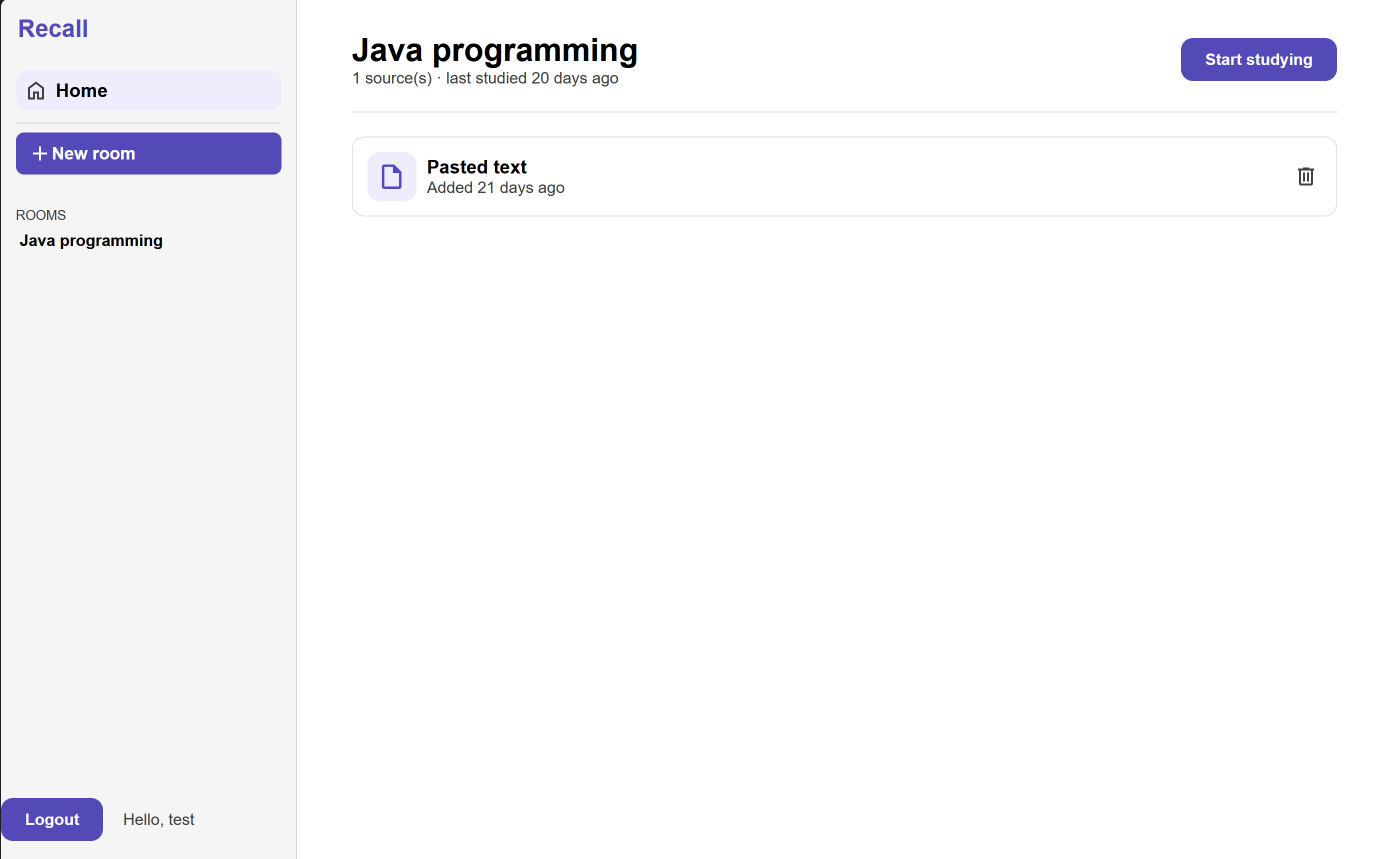 Recall
Home
New room
ROOMS
Java programming
Logout
Hello, test
Java programming
1 source(s) · last studied 20 days ago
Start studying
Pasted text
Added 21 days ago